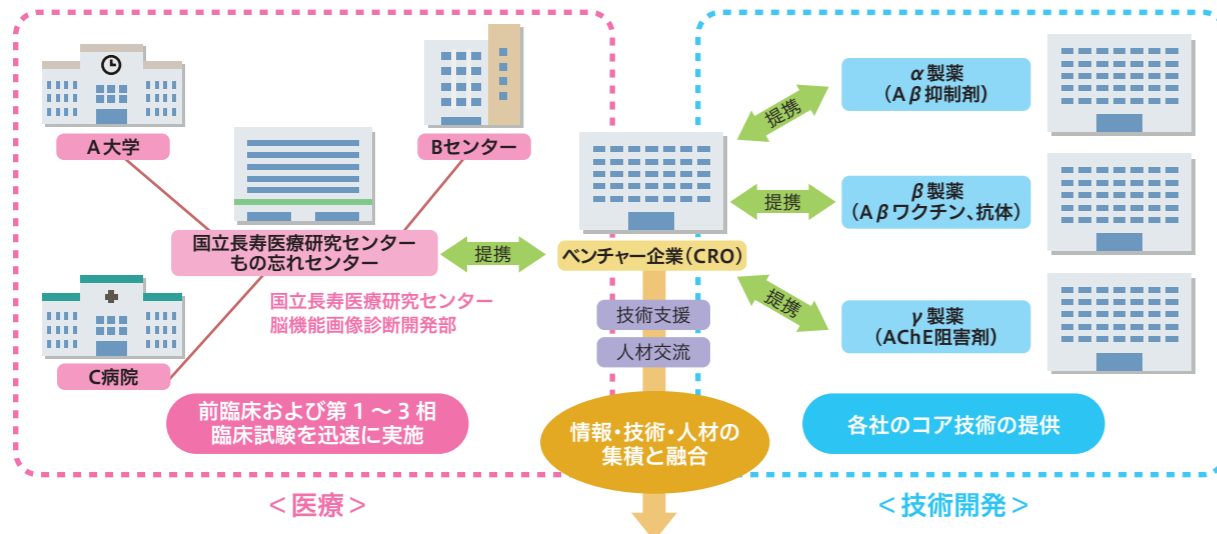 A大学
Bセンター
国立長寿医療研究センター
もの忘れセンター
国立長寿医療研究センター
脳機能画像診断開発部
C病院
前臨床および第1～3相
臨床試験を迅速に実施
＜医療＞
提携
ベンチャー企業(CRO)
技術支援
人材交流
情報・技術・人材の
集積と融合
提携
提携
提携
α製薬
(Aβ抑制剤)
β製薬
(Aβワクチン、抗体)
γ製薬
(AChE阻害剤)
各社のコア技術の提供
＜技術開発＞